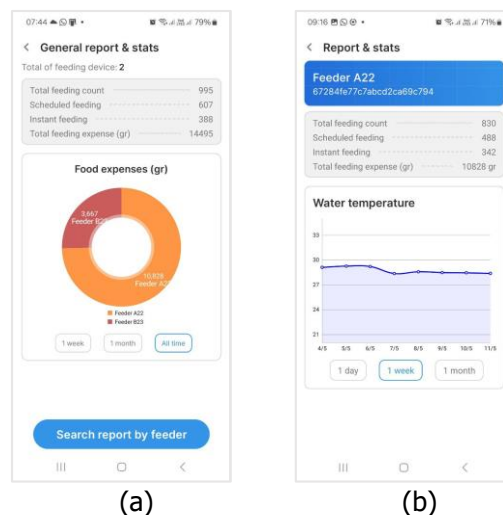 07:44
79%
General report & stats
Total of feeding device: 2
Total feeding count 995
Scheduled feeding 607
Instant feeding 388
Total feeding expense (gr) 14495
Food expenses (gr)
3,667
Feeder B23
10,828
Feeder A22
Feeder A22
Feeder B23
1 week 1 month All time
Search report by feeder
(a)
09:16
71%
Report & stats
Feeder A22
67284fe77c7abcd2ca69c794
Total feeding count 830
Scheduled feeding 488
Instant feeding 342
Total feeding expense (gr) 10828 gr
Water temperature
33
30
27
24
21
4/5 5/5 6/5 7/5 8/5 9/5 10/5 11/5
1 day 1 week 1 month
(b)